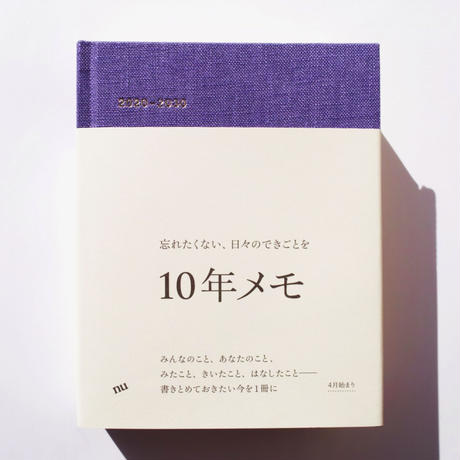 2020-2030
忘れたくない、日々のできごとを
10年メモ
みんなのこと、あなたのこと、
みたこと、きいたこと、はなしたこと──
書きとめておきたい今を1冊に
4月始まり
nu